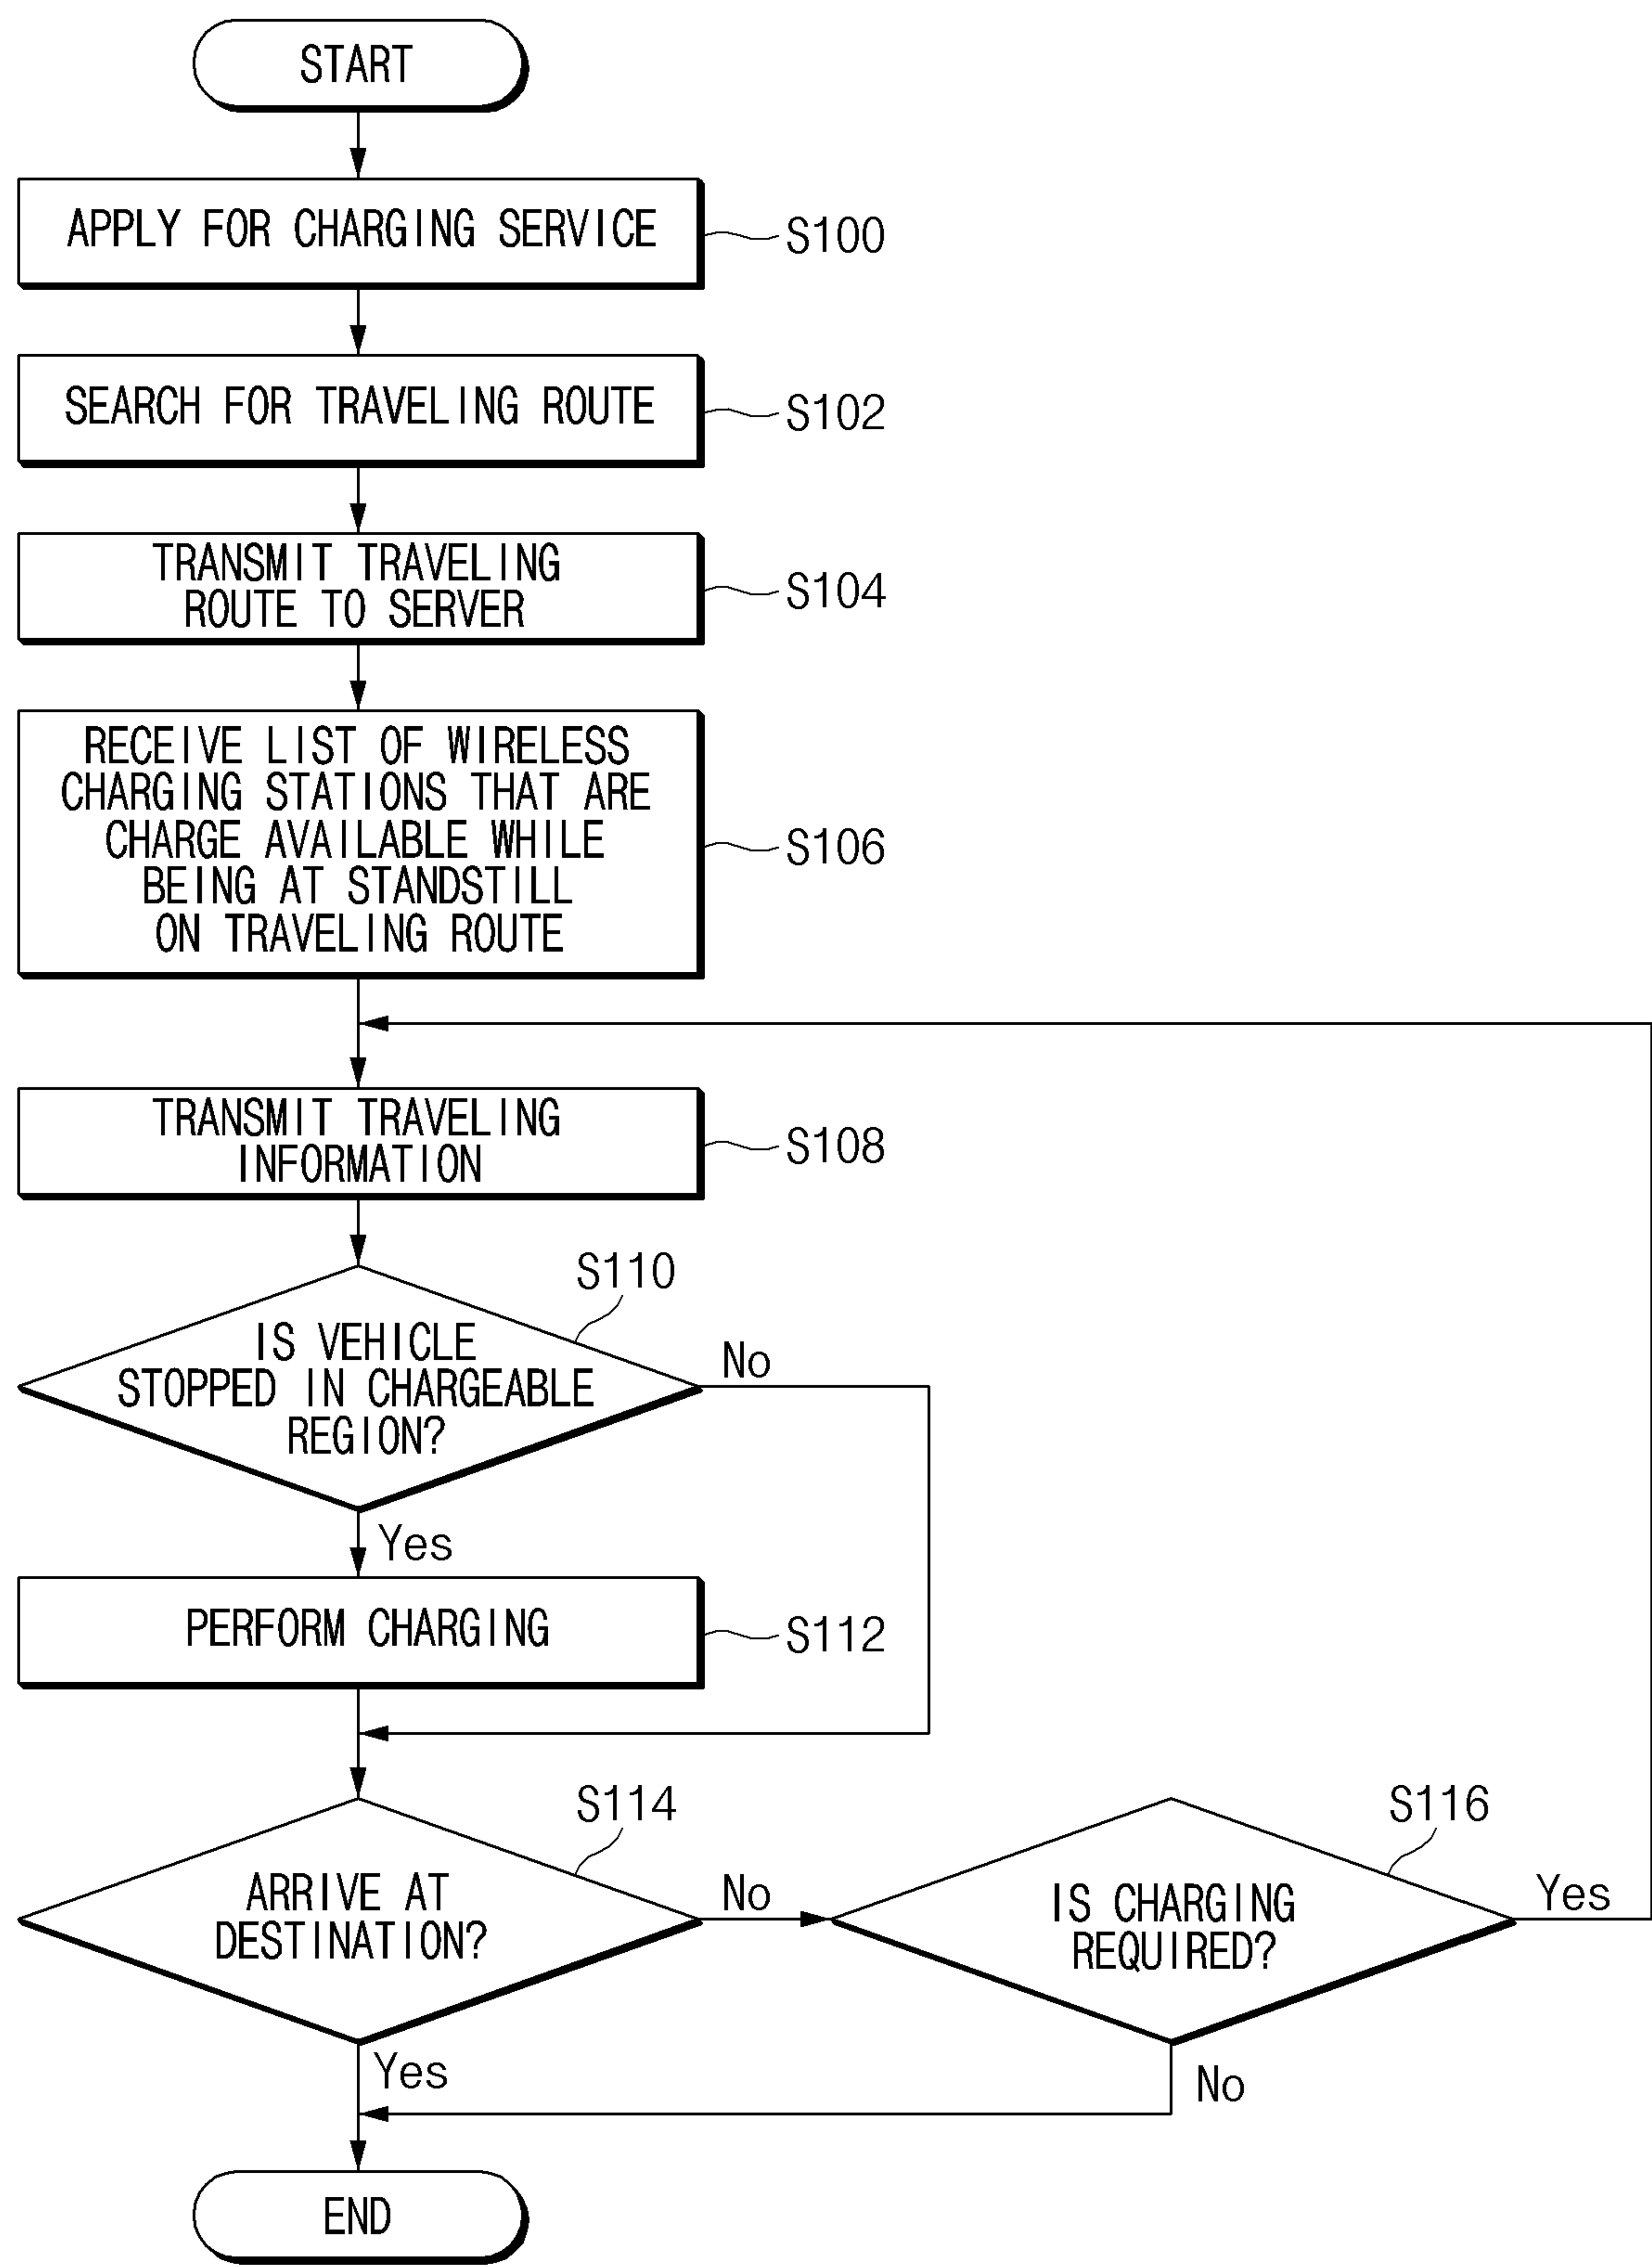 START
APPLY FOR CHARGING SERVICE
S100
SEARCH FOR TRAVELING ROUTE
S102
TRANSMIT TRAVELING
ROUTE TO SERVER
S104
RECEIVE LIST OF WIRELESS
CHARGING STATIONS THAT ARE
CHARGE AVAILABLE WHILE
BEING AT STANDSTILL
ON TRAVELING ROUTE
S106
TRANSMIT TRAVELING
INFORMATION
S108
S110
IS VEHICLE
STOPPED IN CHARGEABLE
REGION?
No
Yes
PERFORM CHARGING
S112
S114
ARRIVE AT
DESTINATION?
No
Yes
S116
IS CHARGING
REQUIRED?
Yes
No
END